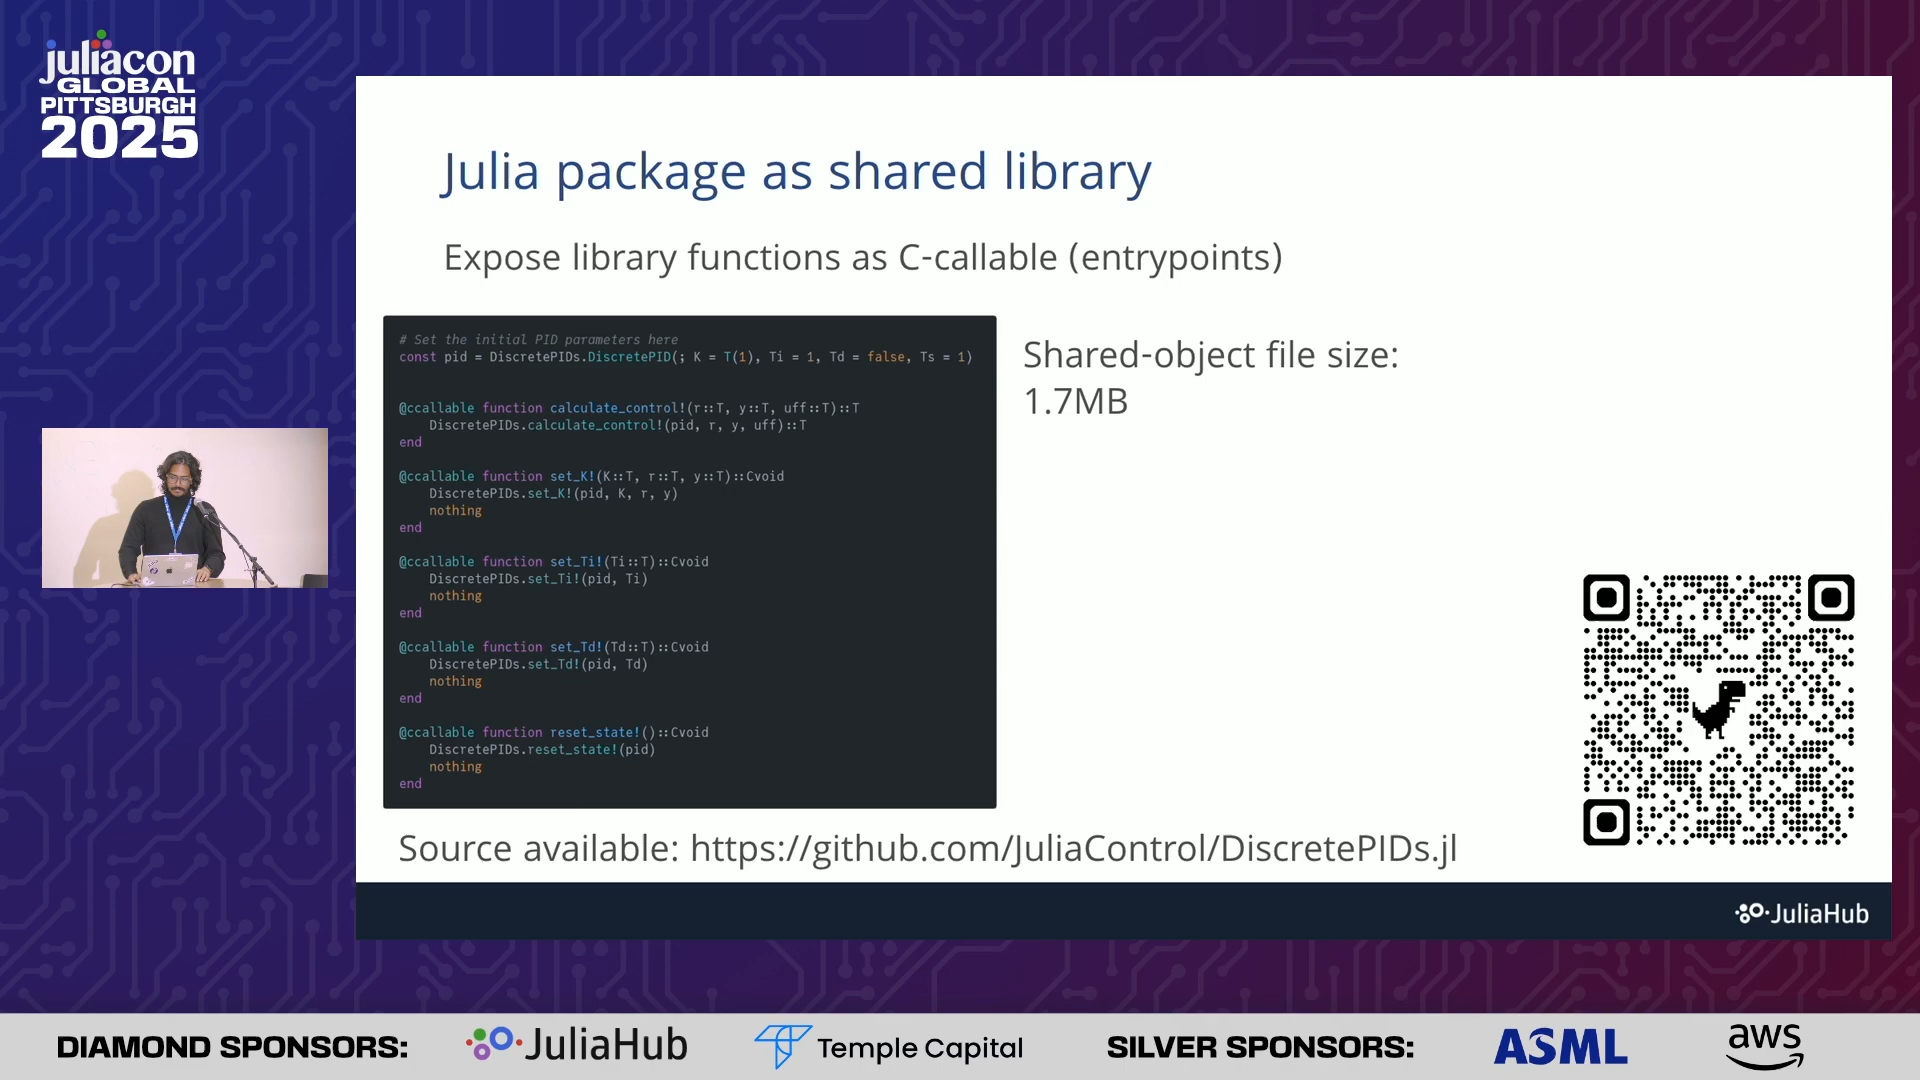 juliacon
GLOBAL
PITTSBURGH
2025
Julia package as shared library
Expose library functions as C-callable (entrypoints)
# Set the initial PID parameters here
const pid = DiscretePIDs.DiscretePID(; K = T(1), Ti = 1, Td = false, Ts = 1)
@ccallable function calculate_control!(r::T, y::T, uff::T)::T
    DiscretePIDs.calculate_control!(pid, r, y, uff)::T
end
@ccallable function set_K!(K::T, r::T, y::T)::Cvoid
    DiscretePIDs.set_K!(pid, K, r, y)
    nothing
end
@ccallable function set_Ti!(Ti::T)::Cvoid
    DiscretePIDs.set_Ti!(pid, Ti)
    nothing
end
@ccallable function set_Td!(Td::T)::Cvoid
    DiscretePIDs.set_Td!(pid, Td)
    nothing
end
@ccallable function reset_state!()::Cvoid
    DiscretePIDs.reset_state!(pid)
    nothing
end
Shared-object file size:
1.7MB
Source available: https://github.com/JuliaControl/DiscretePIDs.jl
JuliaHub
DIAMOND SPONSORS: JuliaHub Temple Capital SILVER SPONSORS: ASML aws